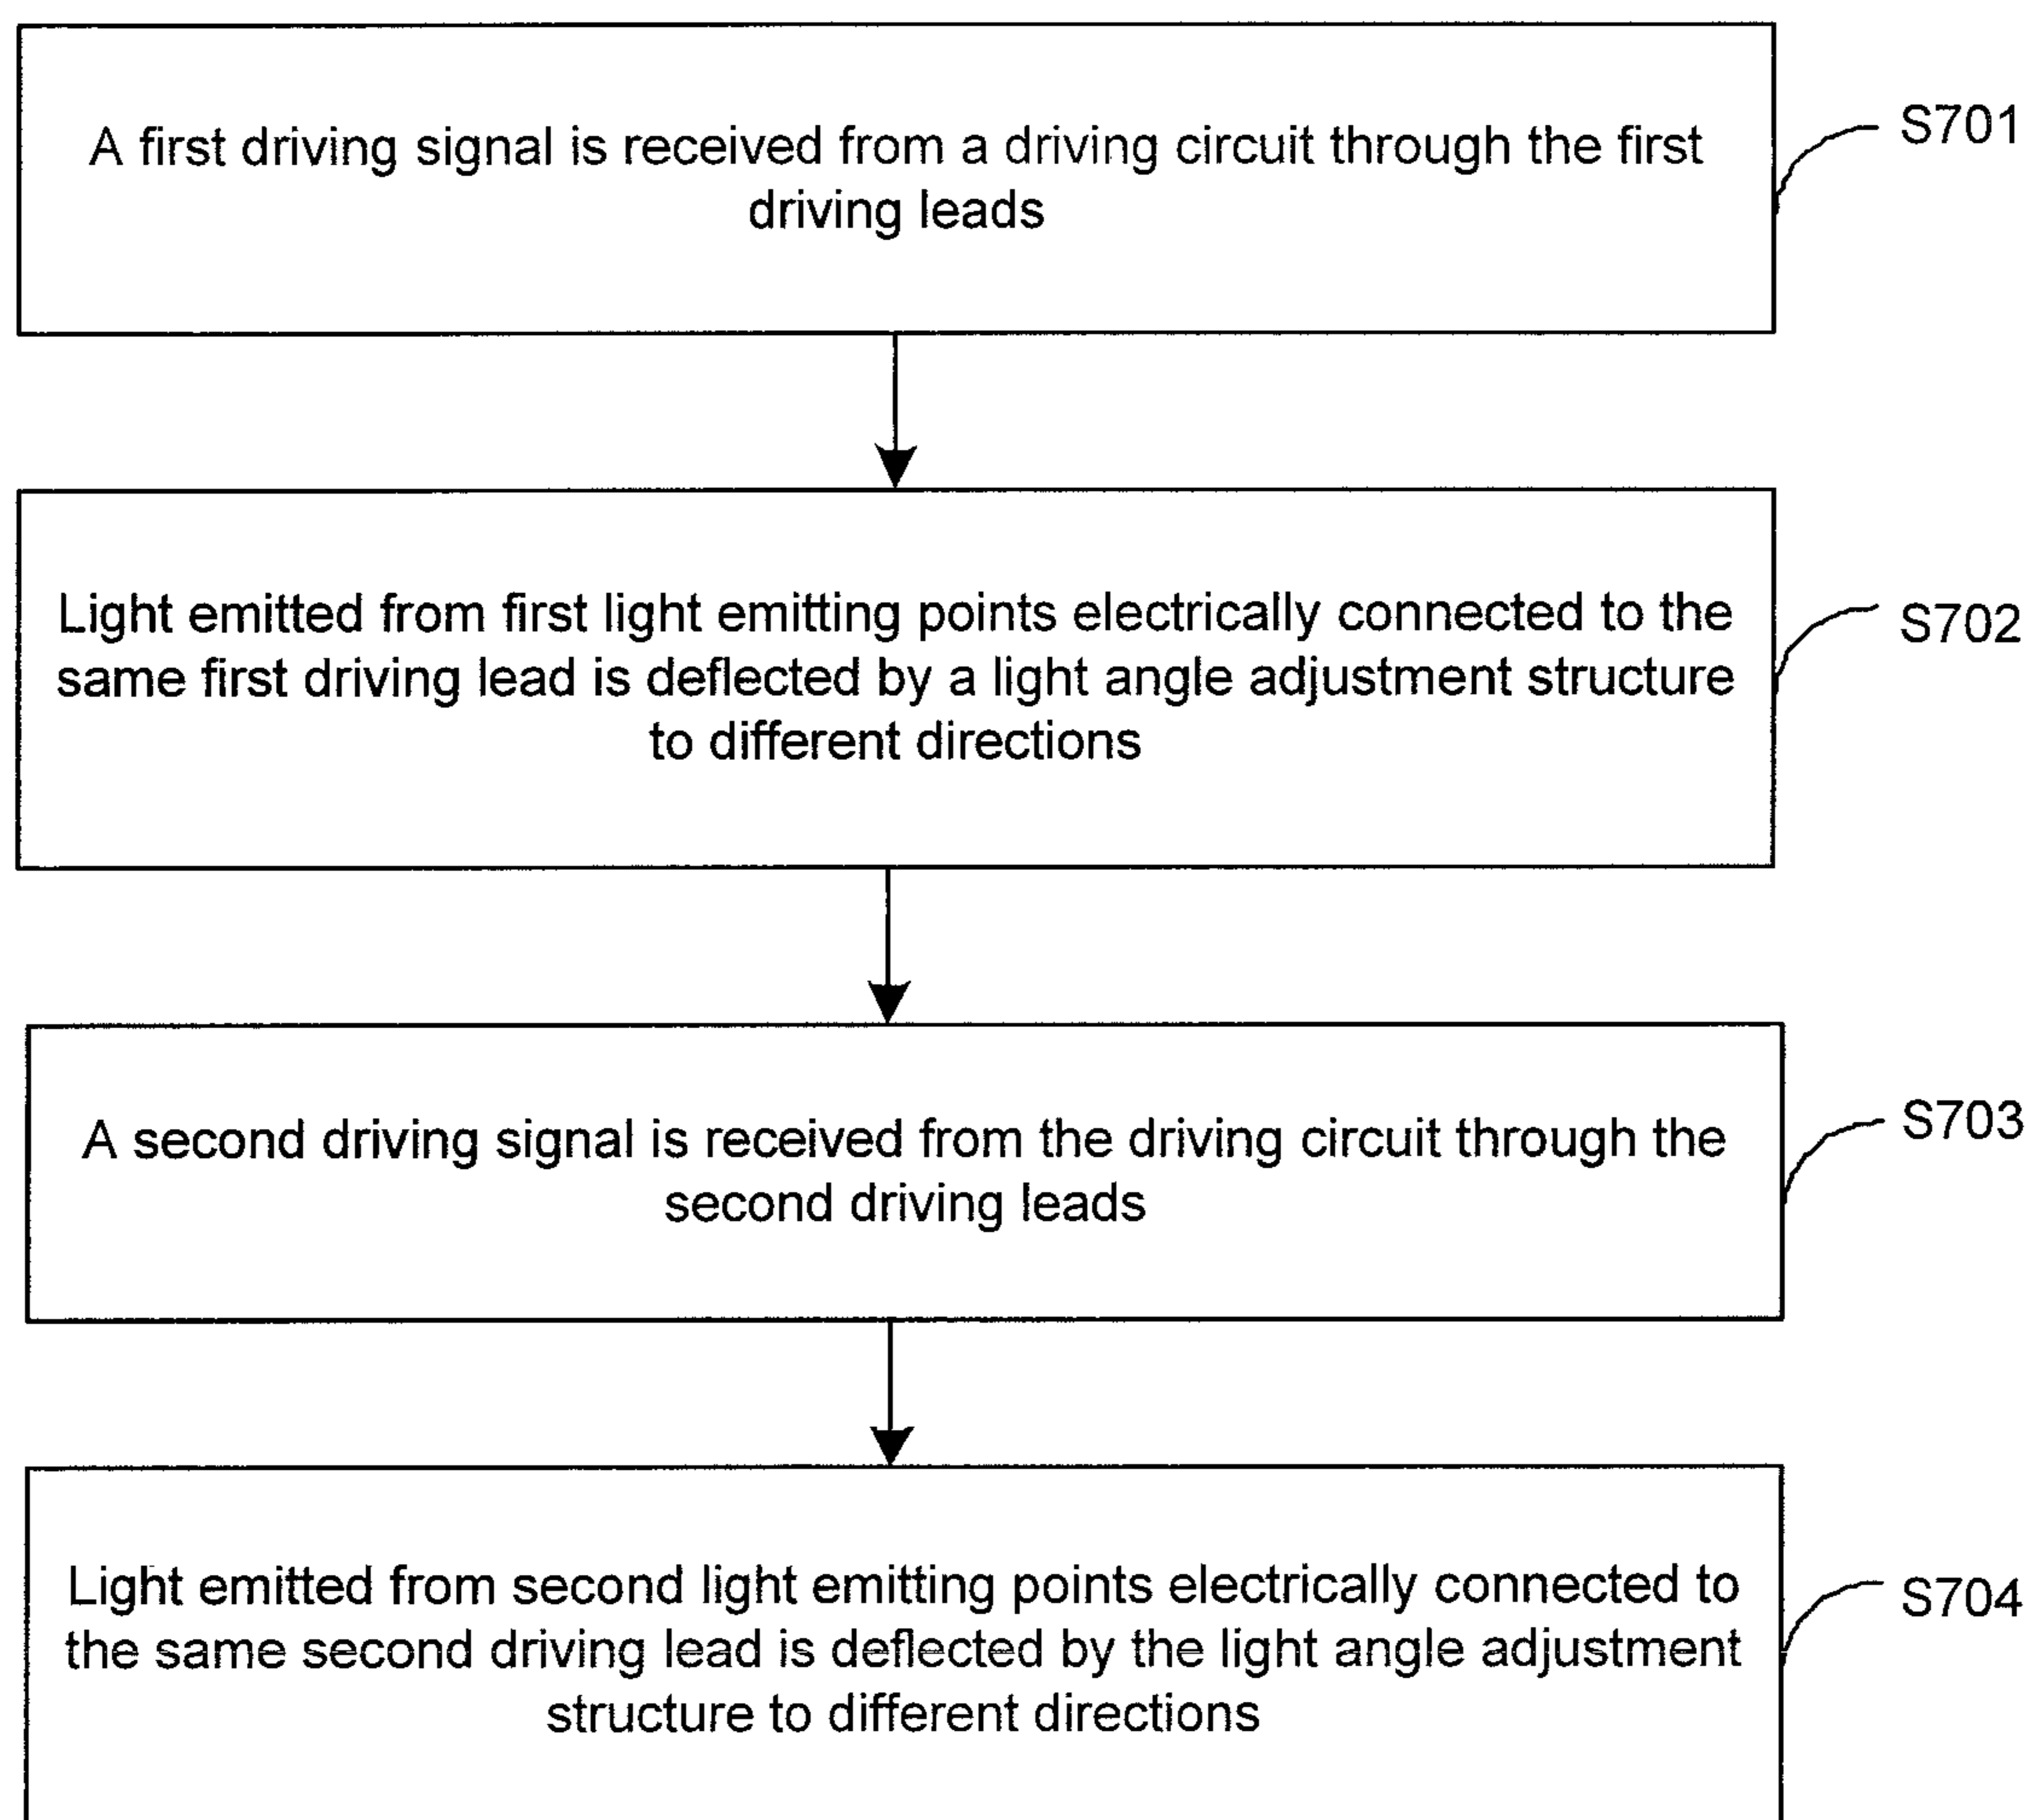 A first driving signal is received from a driving circuit through the first
driving leads
S701
Light emitted from first light emitting points electrically connected to the
same first driving lead is deflected by a light angle adjustment structure
to different directions
S702
A second driving signal is received from the driving circuit through the
second driving leads
S703
Light emitted from second light emitting points electrically connected to
the same second driving lead is deflected by the light angle adjustment
structure to different directions
S704